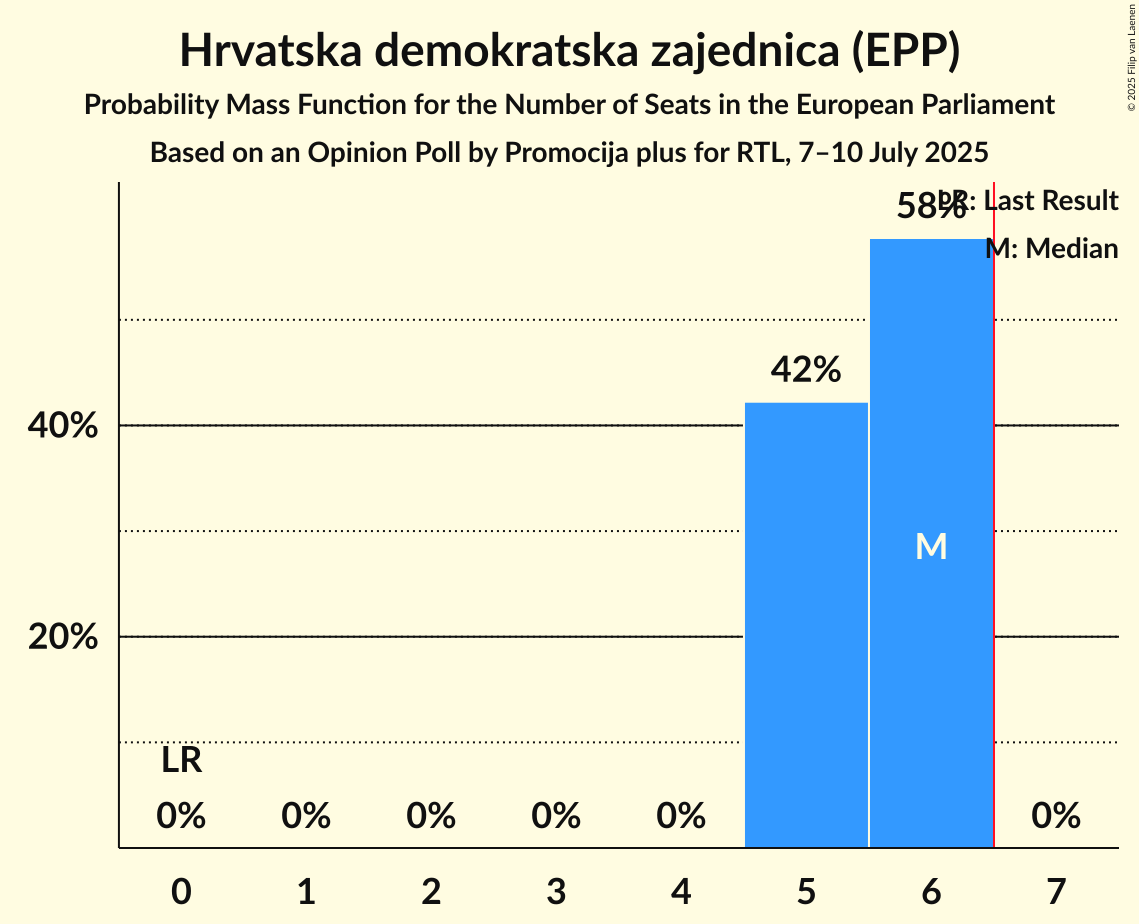 Hrvatska demokratska zajednica (EPP)
Probability Mass Function for the Number of Seats in the European Parliament
Based on an Opinion Poll by Promocija plus for RTL, 7–10 July 2025
© 2025 Filip van Laenen
LR: Last Result
M: Median
58%
42%
40%
M
20%
LR
0% 0% 0% 0% 0% 0%
0 1 2 3 4 5 6 7